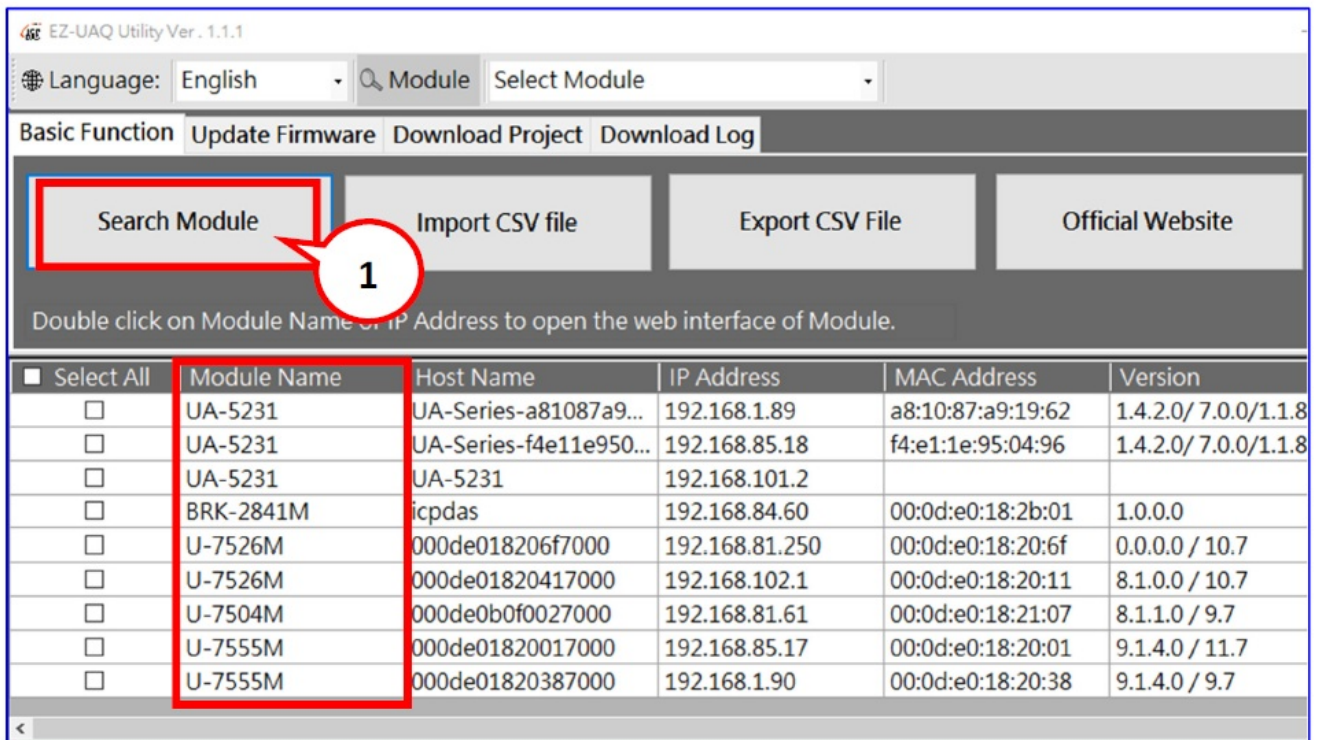 EZ-UAQ Utility Ver . 1.1.1
Language: English Module Select Module
Basic Function Update Firmware Download Project Download Log
Search Module Import CSV file Export CSV File Official Website
1
Double click on Module Name or IP Address to open the web interface of Module.
Select All Module Name Host Name IP Address MAC Address Version
UA-5231 UA-Series-a81087a9... 192.168.1.89 a8:10:87:a9:19:62 1.4.2.0/ 7.0.0/1.1.8
UA-5231 UA-Series-f4e11e950... 192.168.85.18 f4:e1:1e:95:04:96 1.4.2.0/ 7.0.0/1.1.8
UA-5231 UA-5231 192.168.101.2
BRK-2841M icpdas 192.168.84.60 00:0d:e0:18:2b:01 1.0.0.0
U-7526M 000de018206f7000 192.168.81.250 00:0d:e0:18:20:6f 0.0.0.0 / 10.7
U-7526M 000de01820417000 192.168.102.1 00:0d:e0:18:20:11 8.1.0.0 / 10.7
U-7504M 000de0b0f0027000 192.168.81.61 00:0d:e0:18:21:07 8.1.1.0 / 9.7
U-7555M 000de01820017000 192.168.85.17 00:0d:e0:18:20:01 9.1.4.0 / 11.7
U-7555M 000de01820387000 192.168.1.90 00:0d:e0:18:20:38 9.1.4.0 / 9.7